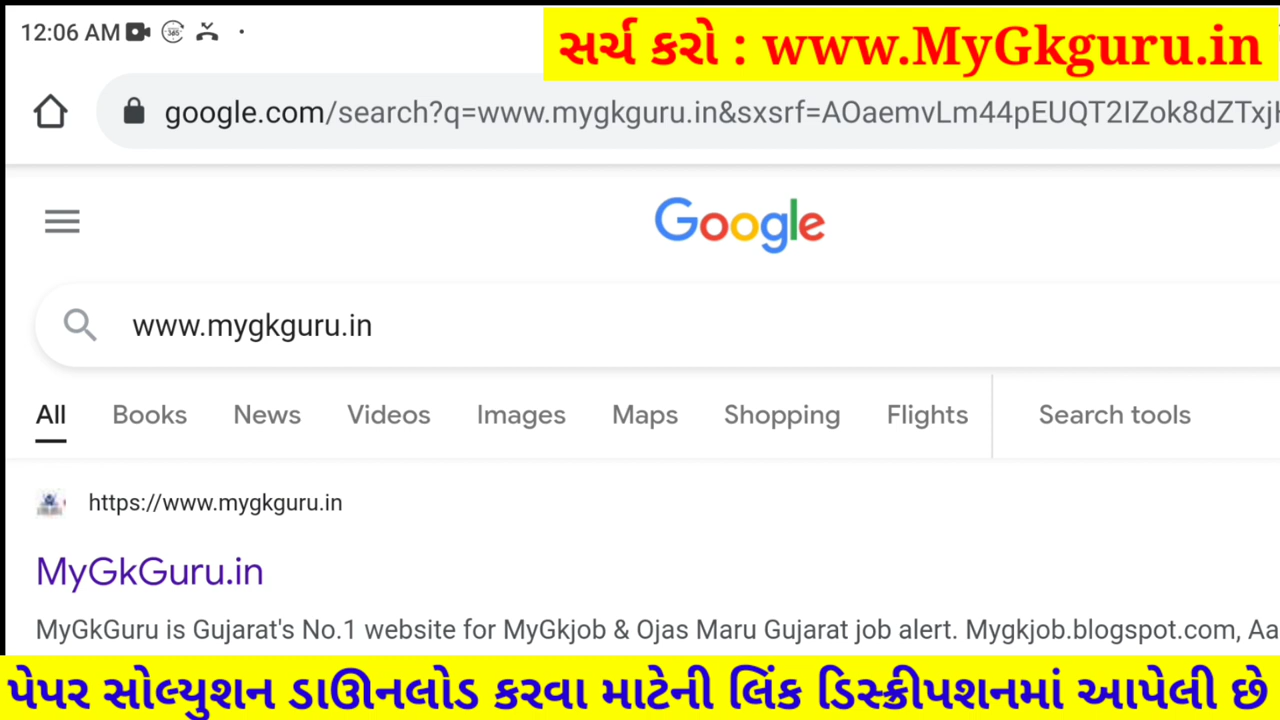 12:06 AM
સર્ચ કરો : www.MyGkguru.in
google.com/search?q=www.mygkguru.in&sxsrf=AOaemvLm44pEUQT2IZok8dZTxj
Google
www.mygkguru.in
All Books News Videos Images Maps Shopping Flights Search tools
https://www.mygkguru.in
MyGkGuru.in
MyGkGuru is Gujarat's No.1 website for MyGkjob & Ojas Maru Gujarat job alert. Mygkjob.blogspot.com, Aa
પેપર સોલ્યુશન ડાઊનલોડ કરવા માટેની લિંક ડિસ્ક્રીપશનમાં આપેલી છે